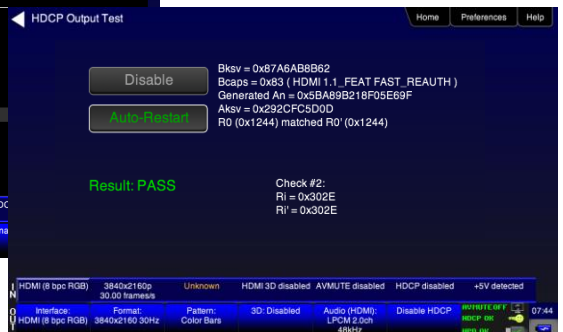 HDCP Output Test
Home Preferences Help
Disable
Auto-Restart
Bksv = 0x87A6AB8B62
Bcaps = 0x83 ( HDMI 1.1_FEAT FAST_REAUTH )
Generated An = 0x5BA89B218F05E69F
Aksv = 0x292CFC5D0D
R0 (0x1244) matched R0' (0x1244)
Result: PASS
Check #2:
Ri = 0x302E
Ri' = 0x302E
IN
HDMI (8 bpc RGB)
3840x2160p
30.00 frames/s
Unknown
HDMI 3D disabled
AVMUTE disabled
HDCP disabled
+5V detected
Interface:
HDMI (8 bpc RGB)
Format:
3840x2160 30Hz
Pattern:
Color Bars
3D: Disabled
Audio (HDMI):
LPCM 2.0ch
48kHz
Disable HDCP
AVMUTE OFF
HDCP OK
HPD OK
07:44